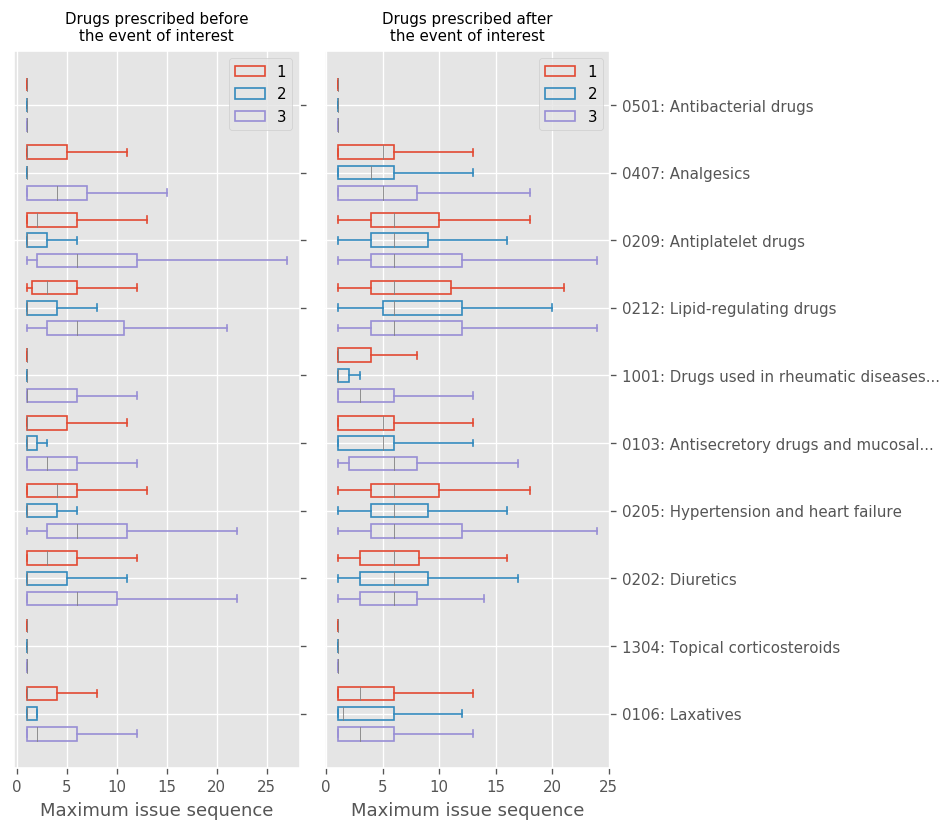 Drugs prescribed before
the event of interest
Drugs prescribed after
the event of interest
1
2
3
1
2
3
0501: Antibacterial drugs
0407: Analgesics
0209: Antiplatelet drugs
0212: Lipid-regulating drugs
1001: Drugs used in rheumatic diseases...
0103: Antisecretory drugs and mucosal...
0205: Hypertension and heart failure
0202: Diuretics
1304: Topical corticosteroids
0106: Laxatives
0 5 10 15 20 25
0 5 10 15 20 25
Maximum issue sequence
Maximum issue sequence